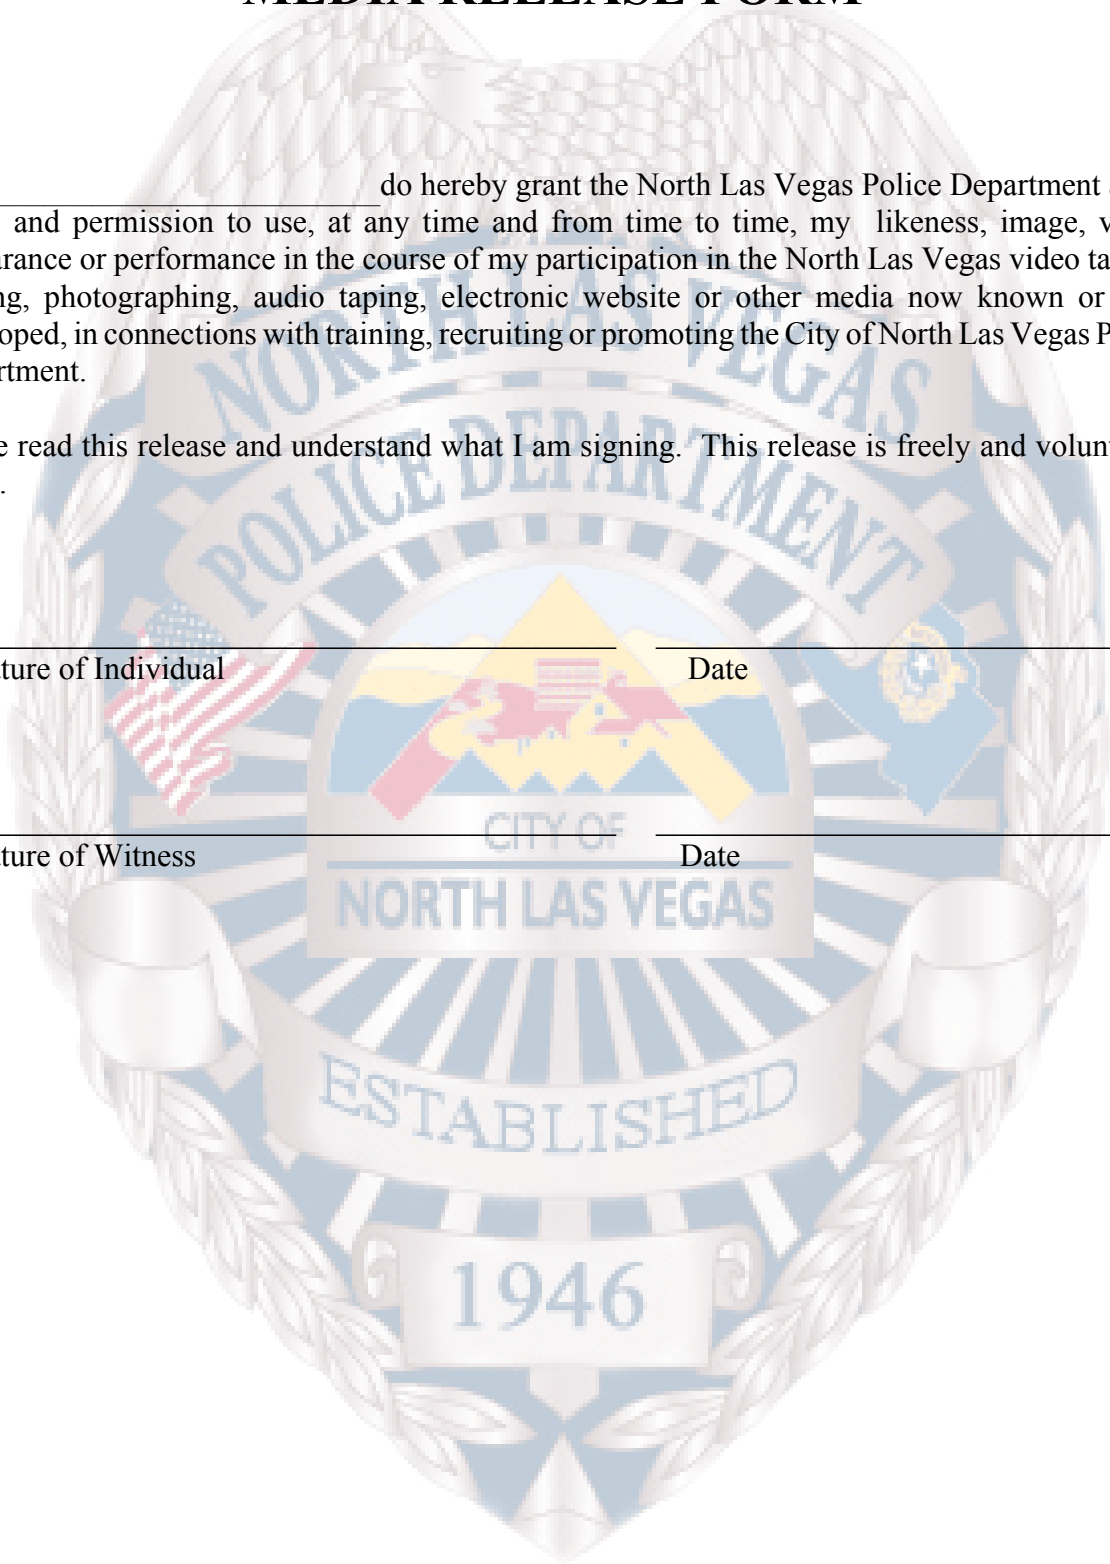 MEDIA RELEASE FORM
do hereby grant the North Las Vegas Police Department
and permission to use, at any time and from time to time, my likeness, image,
arance or performance in the course of my participation in the North Las Vegas video ta
ng, photographing, audio taping, electronic website or other media now known or
oped, in connections with training, recruiting or promoting the City of North Las Vegas P
rtment.
e read this release and understand what I am signing. This release is freely and volunt
ture of Individual Date
ture of Witness Date
NORTH LAS VEGAS
POLICE DEPARTMENT
CITY OF
NORTH LAS VEGAS
ESTABLISHED
1946